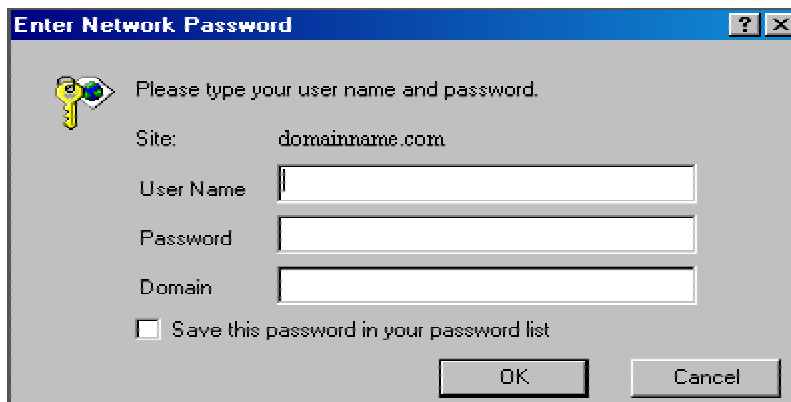 Enter Network Password
Please type your user name and password.
Site: domainname.com
User Name
Password
Domain
Save this password in your password list
OK Cancel